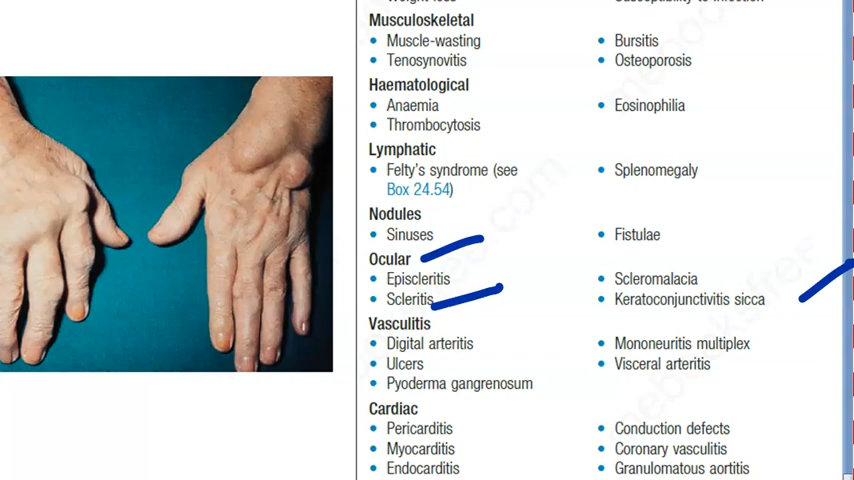 Musculoskeletal
• Muscle-wasting • Bursitis
• Tenosynovitis • Osteoporosis
Haematological
• Anaemia • Eosinophilia
• Thrombocytosis
Lymphatic
• Felty's syndrome (see • Splenomegaly
Box 24.54)
Nodules
• Sinuses • Fistulae
Ocular
• Episcleritis • Scleromalacia
• Scleritis • Keratoconjunctivitis sicca
Vasculitis
• Digital arteritis • Mononeuritis multiplex
• Ulcers • Visceral arteritis
• Pyoderma gangrenosum
Cardiac
• Pericarditis • Conduction defects
• Myocarditis • Coronary vasculitis
• Endocarditis • Granulomatous aortitis